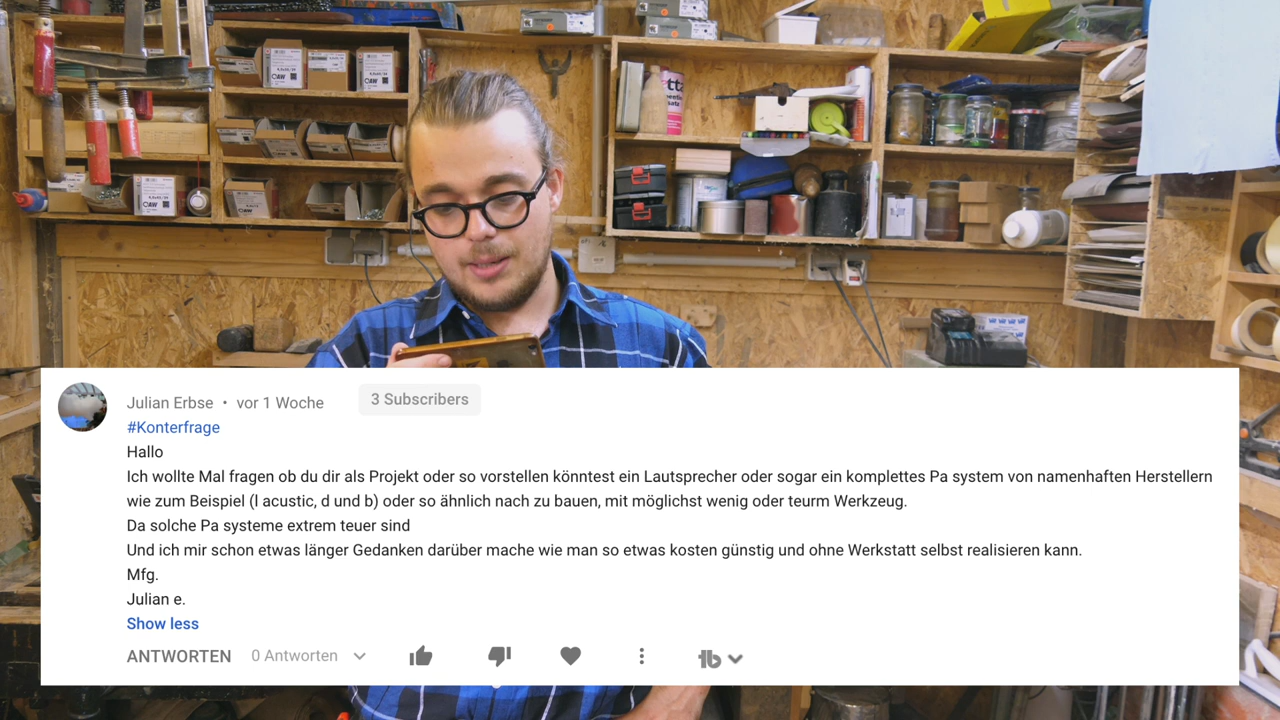 Julian Erbse • vor 1 Woche 3 Subscribers
#Konterfrage
Hallo
Ich wollte Mal fragen ob du dir als Projekt oder so vorstellen könntest ein Lautsprecher oder sogar ein komplettes Pa system von namenhaften Herstellern
wie zum Beispiel (l acustic, d und b) oder so ähnlich nach zu bauen, mit möglichst wenig oder teurm Werkzeug.
Da solche Pa systeme extrem teuer sind
Und ich mir schon etwas länger Gedanken darüber mache wie man so etwas kosten günstig und ohne Werkstatt selbst realisieren kann.
Mfg.
Julian e.
Show less
ANTWORTEN 0 Antworten